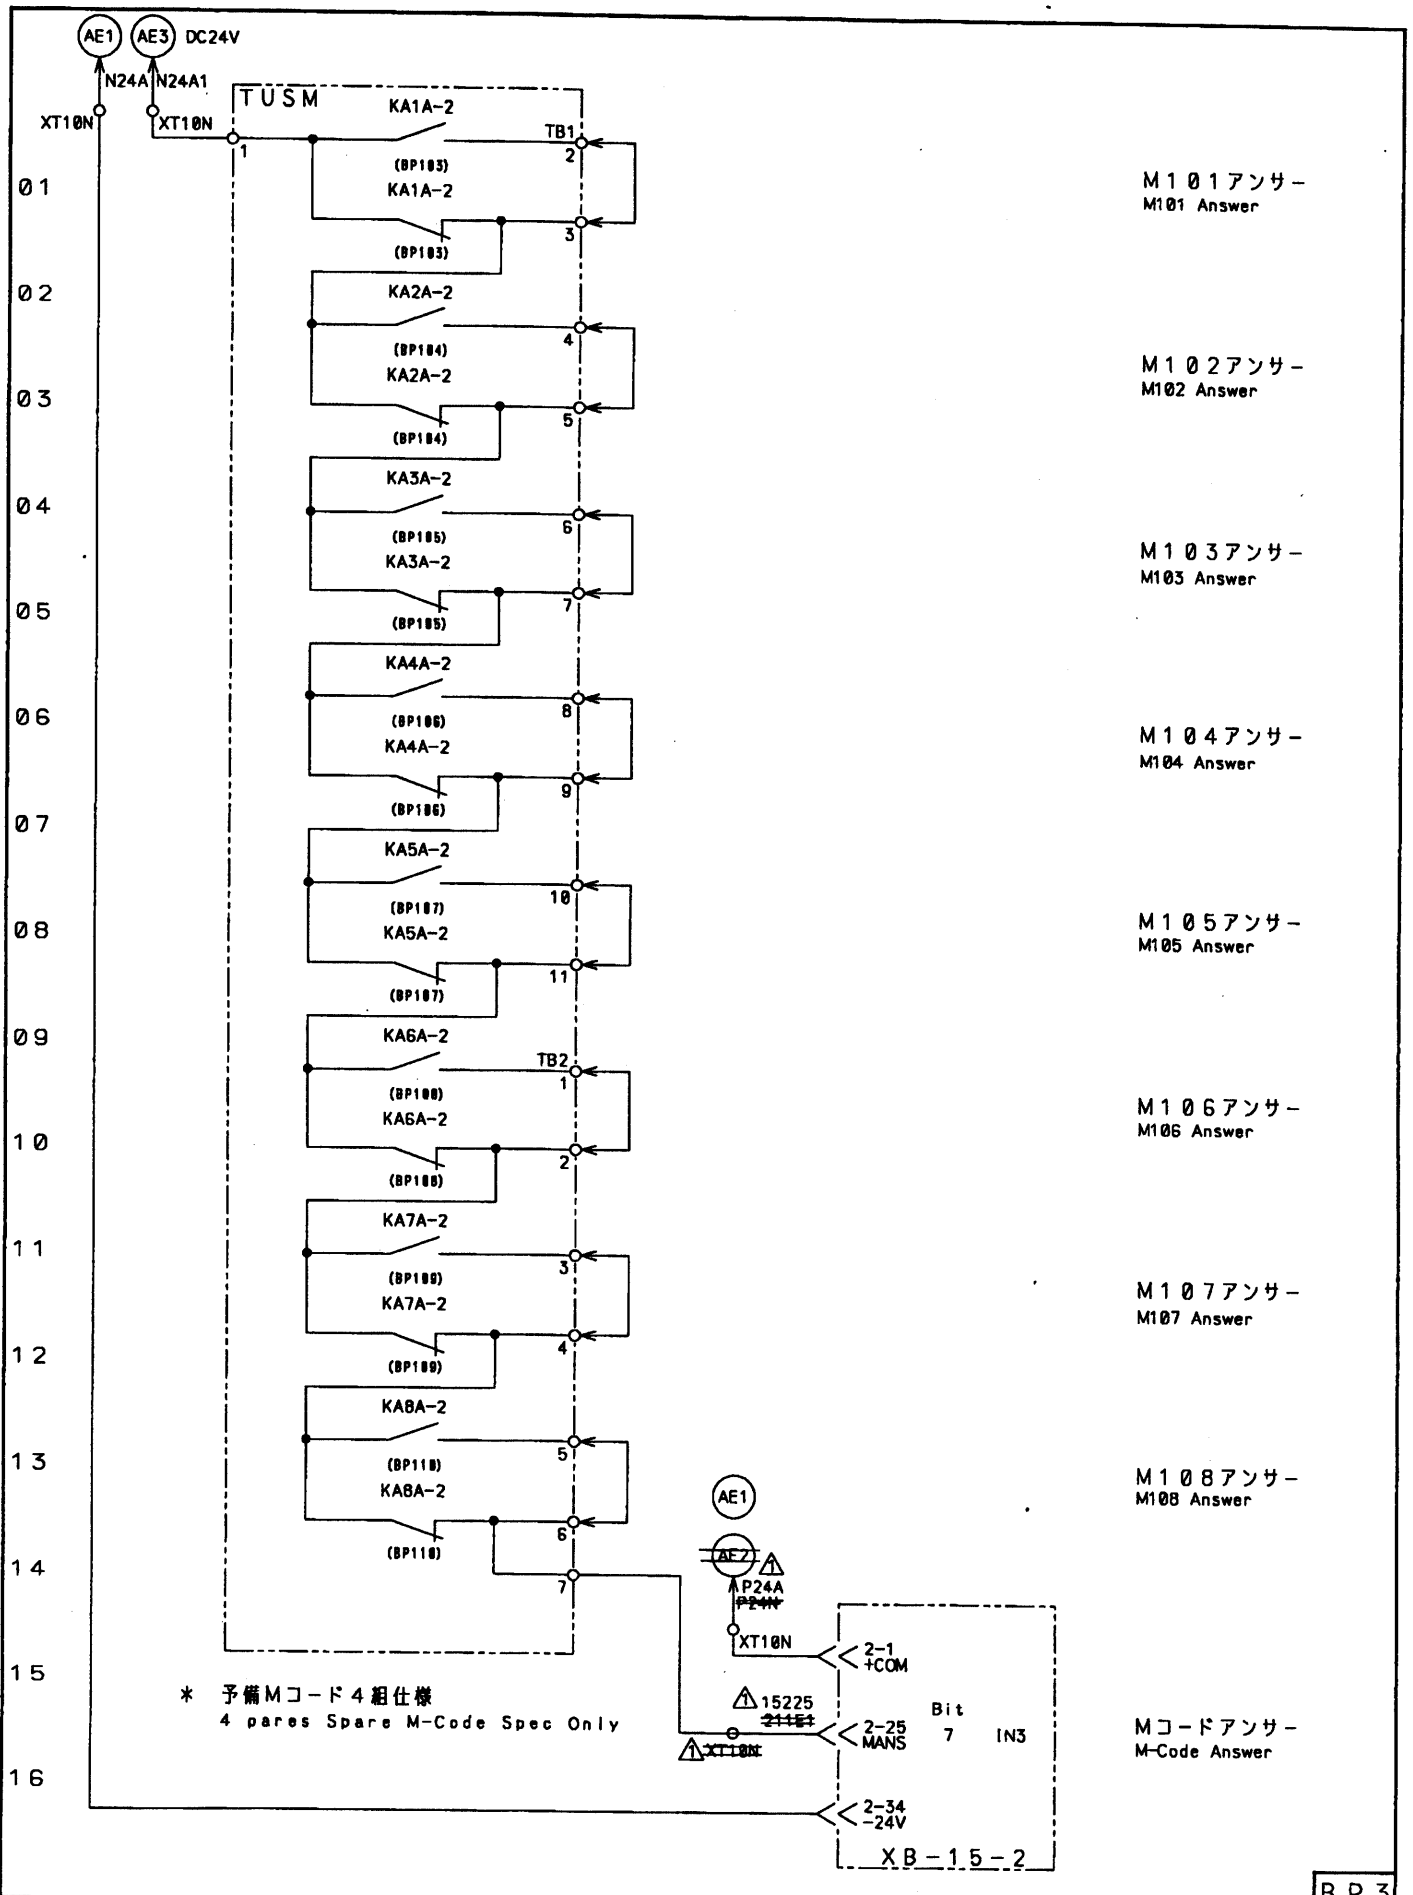 AE1 AE3 DC24V
N24A N24A1
XT10N XT10N
TUSM
KA1A-2
TB1
1
2
(BP103)
01
M101アンサー
M101 Answer
KA1A-2
3
(BP103)
02
KA2A-2
4
(BP104)
M102アンサー
M102 Answer
KA2A-2
03
5
(BP104)
KA3A-2
04
6
(BP105)
M103アンサー
M103 Answer
KA3A-2
05
7
(BP105)
KA4A-2
06
8
(BP106)
M104アンサー
M104 Answer
KA4A-2
9
(BP106)
07
KA5A-2
10
(BP107)
08
M105アンサー
M105 Answer
KA5A-2
11
(BP107)
09
KA6A-2
TB2
1
M106アンサー
M106 Answer
KA6A-2
10
2
(BP108)
KA7A-2
11
3
(BP109)
M107アンサー
M107 Answer
KA7A-2
12
4
(BP109)
KA8A-2
13
5
(BP110)
M108アンサー
M108 Answer
KA8A-2
AE1
6
(BP110)
14
AE2 1
7
P24A
P24N
XT10N
2-1
+COM
15
* 予備Mコード4組仕様
4 pares Spare M-Code Spec Only
1 15225
211E1
2-25
MANS
Bit
7
IN3
Mコードアンサー
M-Code Answer
1 XT10N
16
2-34
-24V
XB-15-2